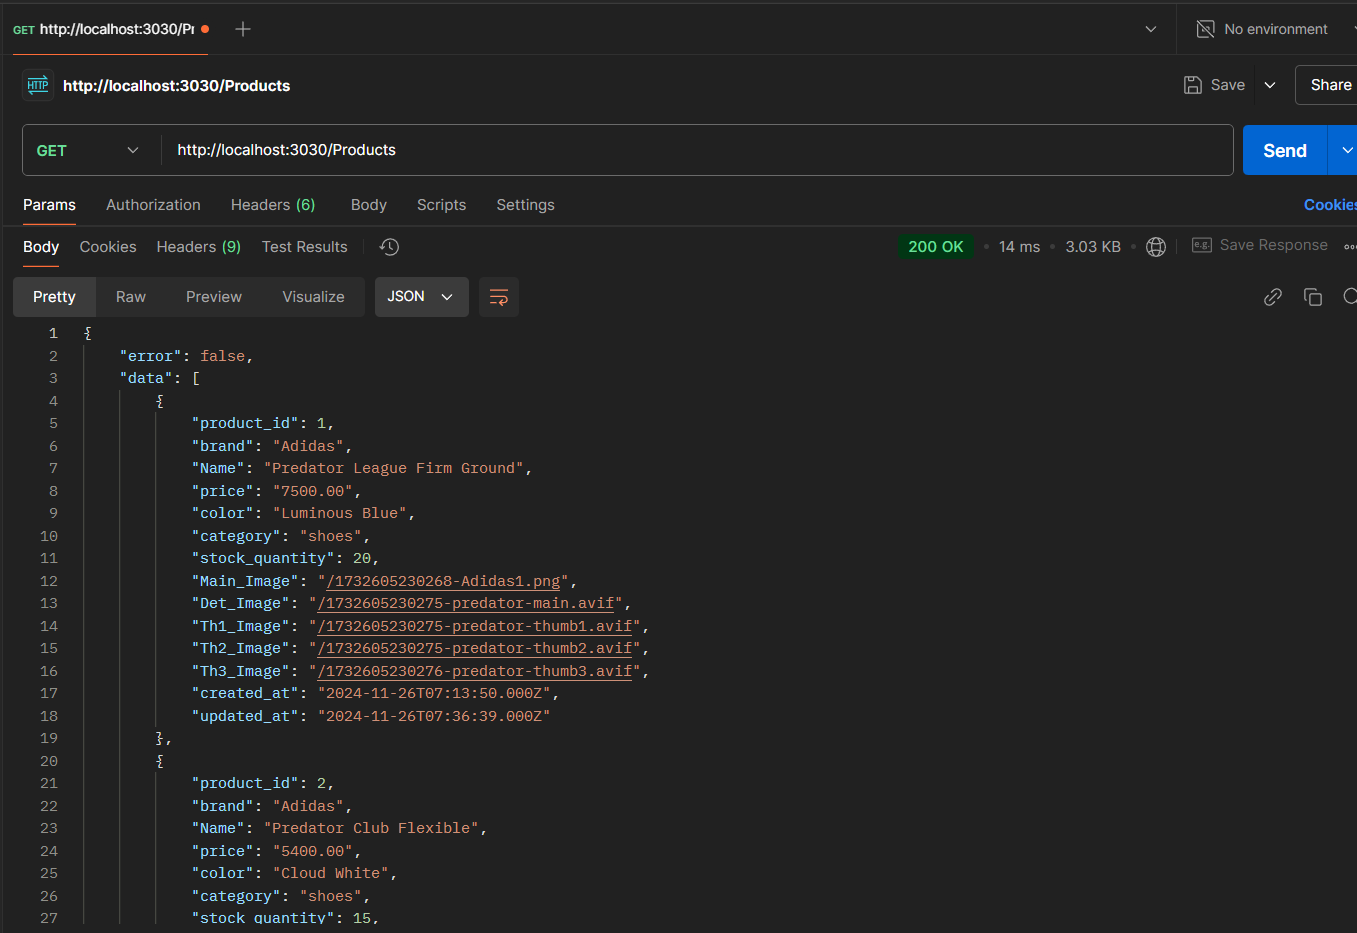 GET http://localhost:3030/Pr
No environment
HTTP http://localhost:3030/Products
Save
Share
GET http://localhost:3030/Products
Send
Params Authorization Headers (6) Body Scripts Settings
Cookies
Body Cookies Headers (9) Test Results
200 OK 14 ms 3.03 KB e.g. Save Response
Pretty Raw Preview Visualize JSON
1 {
2 "error": false,
3 "data": [
4 {
5 "product_id": 1,
6 "brand": "Adidas",
7 "Name": "Predator League Firm Ground",
8 "price": "7500.00",
9 "color": "Luminous Blue",
10 "category": "shoes",
11 "stock_quantity": 20,
12 "Main_Image": "/1732605230268-Adidas1.png",
13 "Det_Image": "/1732605230275-predator-main.avif",
14 "Th1_Image": "/1732605230275-predator-thumb1.avif",
15 "Th2_Image": "/1732605230275-predator-thumb2.avif",
16 "Th3_Image": "/1732605230276-predator-thumb3.avif",
17 "created_at": "2024-11-26T07:13:50.000Z",
18 "updated_at": "2024-11-26T07:36:39.000Z"
19 },
20 {
21 "product_id": 2,
22 "brand": "Adidas",
23 "Name": "Predator Club Flexible",
24 "price": "5400.00",
25 "color": "Cloud White",
26 "category": "shoes",
27 "stock_quantity": 15,